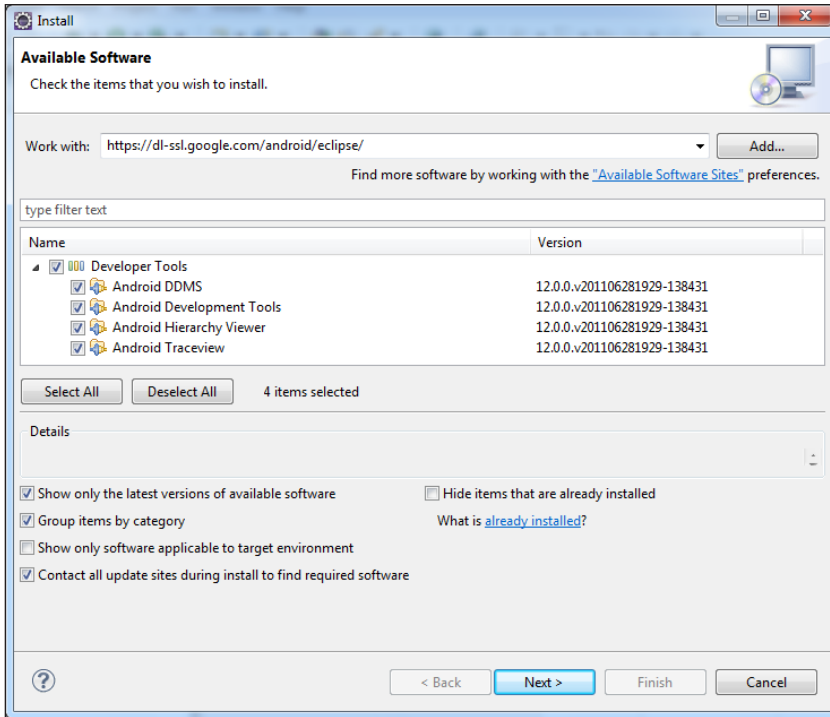 Install
Available Software
Check the items that you wish to install.
Work with: https://dl-ssl.google.com/android/eclipse/ Add...
Find more software by working with the "Available Software Sites" preferences.
type filter text
Name Version
Developer Tools
Android DDMS 12.0.0.v201106281929-138431
Android Development Tools 12.0.0.v201106281929-138431
Android Hierarchy Viewer 12.0.0.v201106281929-138431
Android Traceview 12.0.0.v201106281929-138431
Select All Deselect All 4 items selected
Details
Show only the latest versions of available software Hide items that are already installed
Group items by category What is already installed?
Show only software applicable to target environment
Contact all update sites during install to find required software
? < Back Next > Finish Cancel